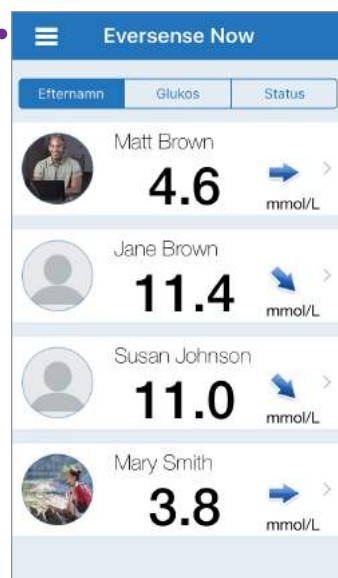 Eversense Now
Efternamn Glukos Status
Matt Brown
4.6
mmol/L
Jane Brown
11.4
mmol/L
Susan Johnson
11.0
mmol/L
Mary Smith
3.8
mmol/L